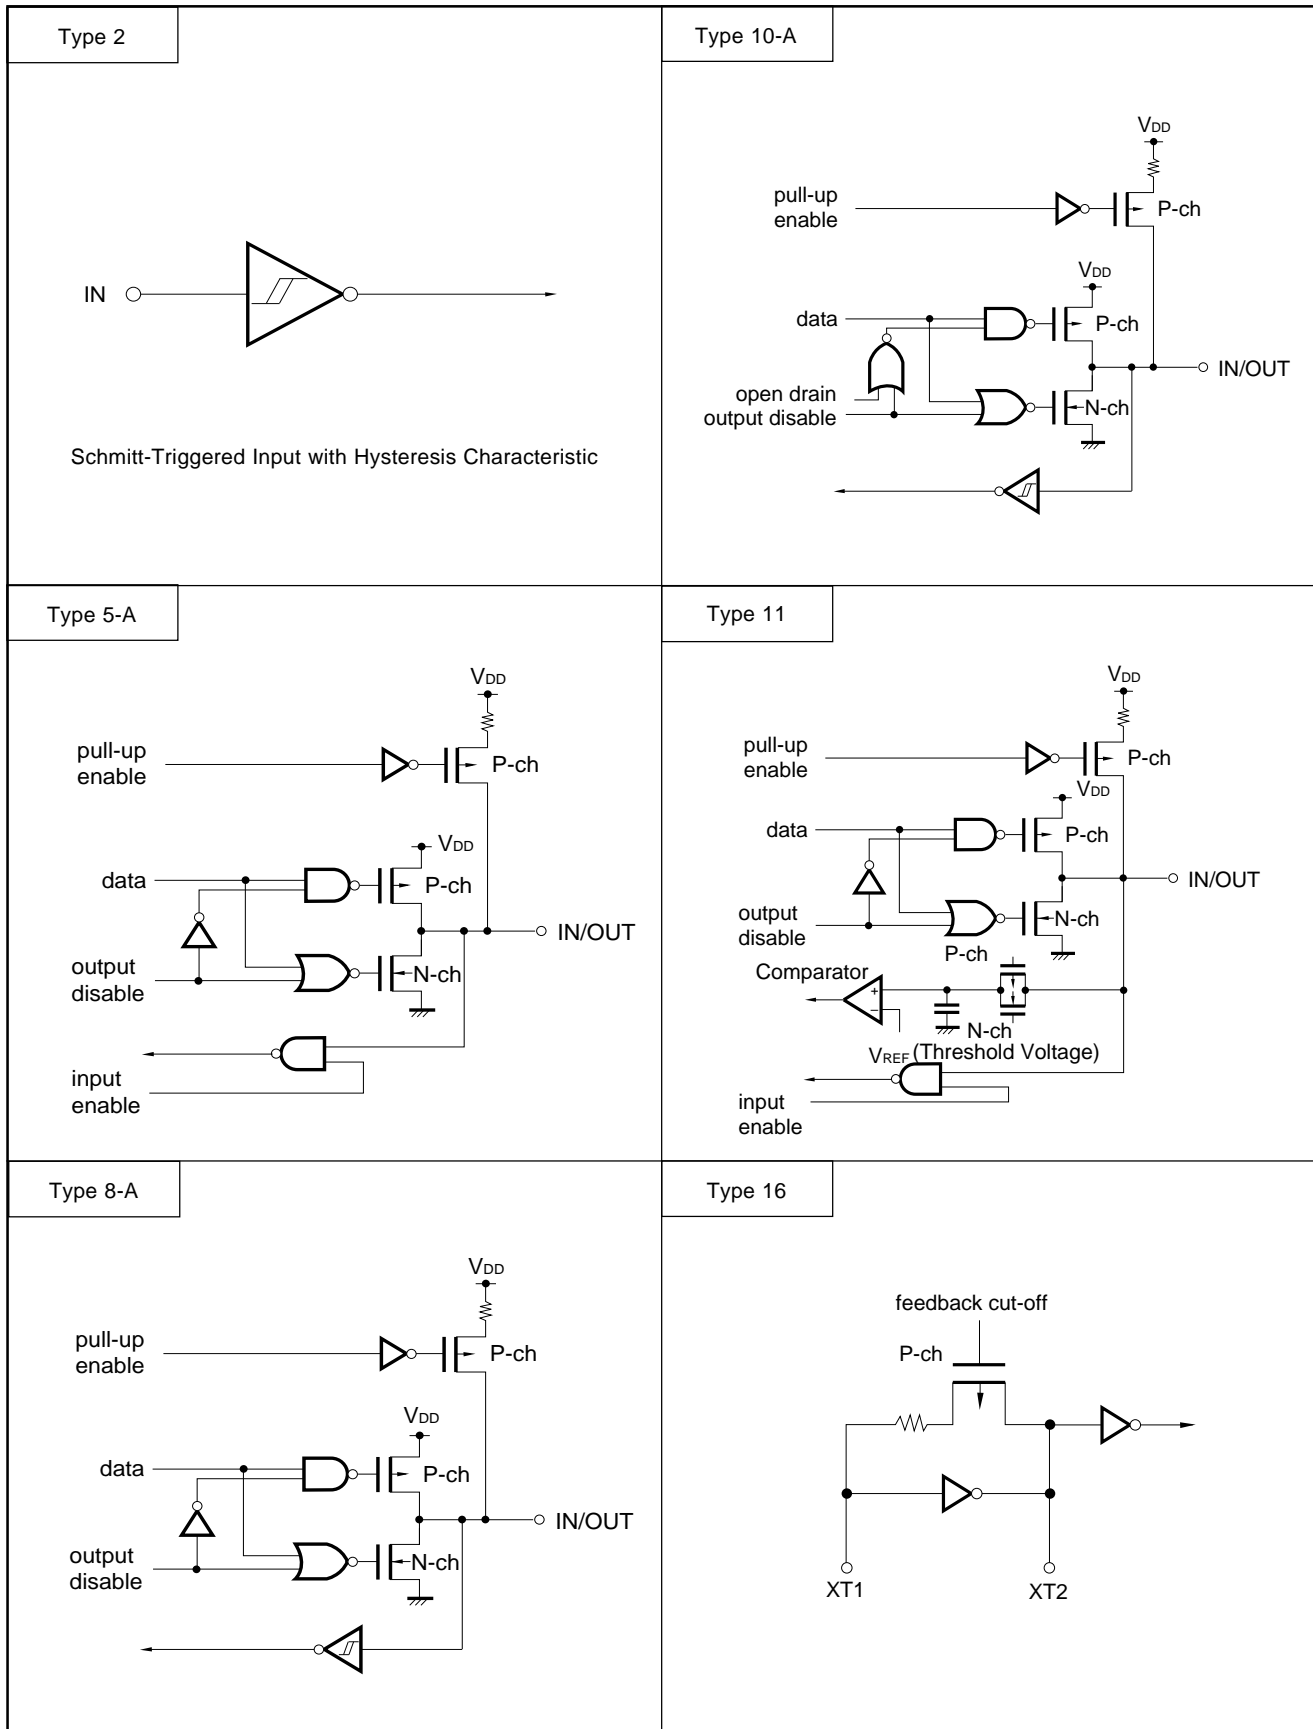 Type 2
IN
Schmitt-Triggered Input with Hysteresis Characteristic
Type 10-A
VDD
pull-up
enable
P-ch
VDD
data
P-ch
IN/OUT
open drain
output disable
N-ch
Type 5-A
VDD
pull-up
enable
P-ch
VDD
data
P-ch
IN/OUT
output
disable
N-ch
input
enable
Type 11
VDD
pull-up
enable
P-ch
VDD
data
P-ch
IN/OUT
output
disable
N-ch
P-ch
Comparator
+
–
N-ch
VREF (Threshold Voltage)
input
enable
Type 8-A
VDD
pull-up
enable
P-ch
VDD
data
P-ch
IN/OUT
output
disable
N-ch
Type 16
feedback cut-off
P-ch
XT1
XT2